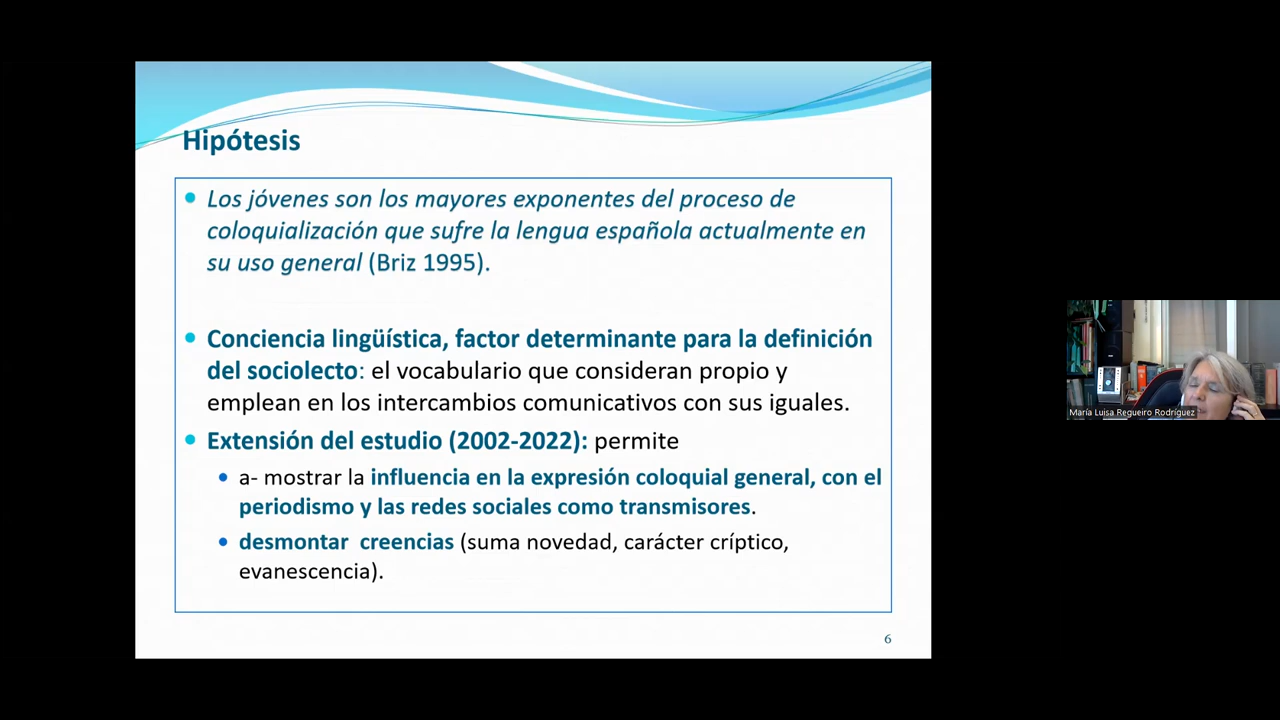 Hipótesis
Los jóvenes son los mayores exponentes del proceso de
coloquialización que sufre la lengua española actualmente en
su uso general (Briz 1995).
Conciencia lingüística, factor determinante para la definición
del sociolecto: el vocabulario que consideran propio y
emplean en los intercambios comunicativos con sus iguales.
Extensión del estudio (2002-2022): permite
a- mostrar la influencia en la expresión coloquial general, con el
periodismo y las redes sociales como transmisores.
desmontar creencias (suma novedad, carácter críptico,
evanescencia).
6
María Luisa Regueiro Rodríguez